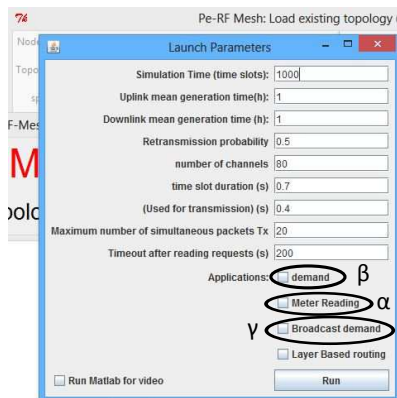 7% Pe-RF Mesh: Load existing topology (
Node
Launch Parameters
Topo
sp
F-Mes
M
polo
Simulation Time (time slots): 1000
Uplink mean generation time(h): 1
Downlink mean generation time (h): 1
Retransmission probability 0.5
number of channels 80
time slot duration (s) 0.7
(Used for transmission) (s) 0.4
Maximum number of simultaneous packets Tx 20
Timeout after reading requests (s) 200
Applications: demand β
Meter Reading α
γ Broadcast demand
Layer Based routing
Run Matlab for video Run